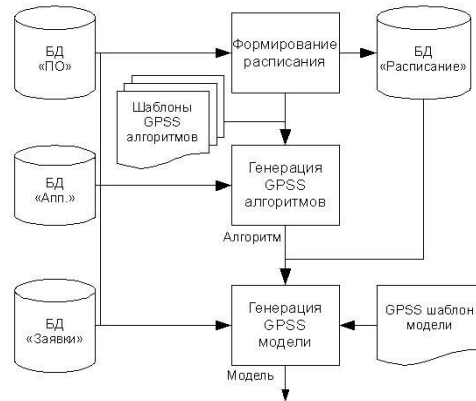 БД
«ПО»
Формирование
расписания
БД
«Расписание»
Шаблоны
GPSS
алгоритмов
БД
«Апп.»
Генерация
GPSS
алгоритмов
Алгоритм
БД
«Заявки»
Генерация
GPSS
модели
GPSS шаблон
модели
Модель